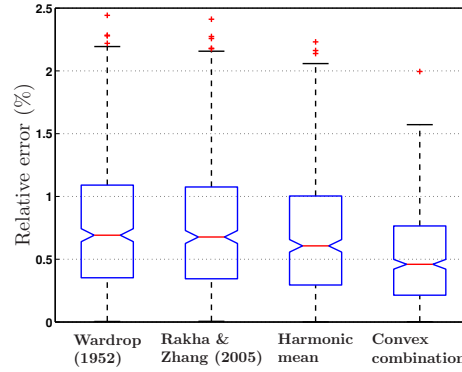 2.5
2
1.5
1
0.5
0
Relative error (%)
Wardrop
(1952)
Rakha &
Zhang (2005)
Harmonic
mean
Convex
combination